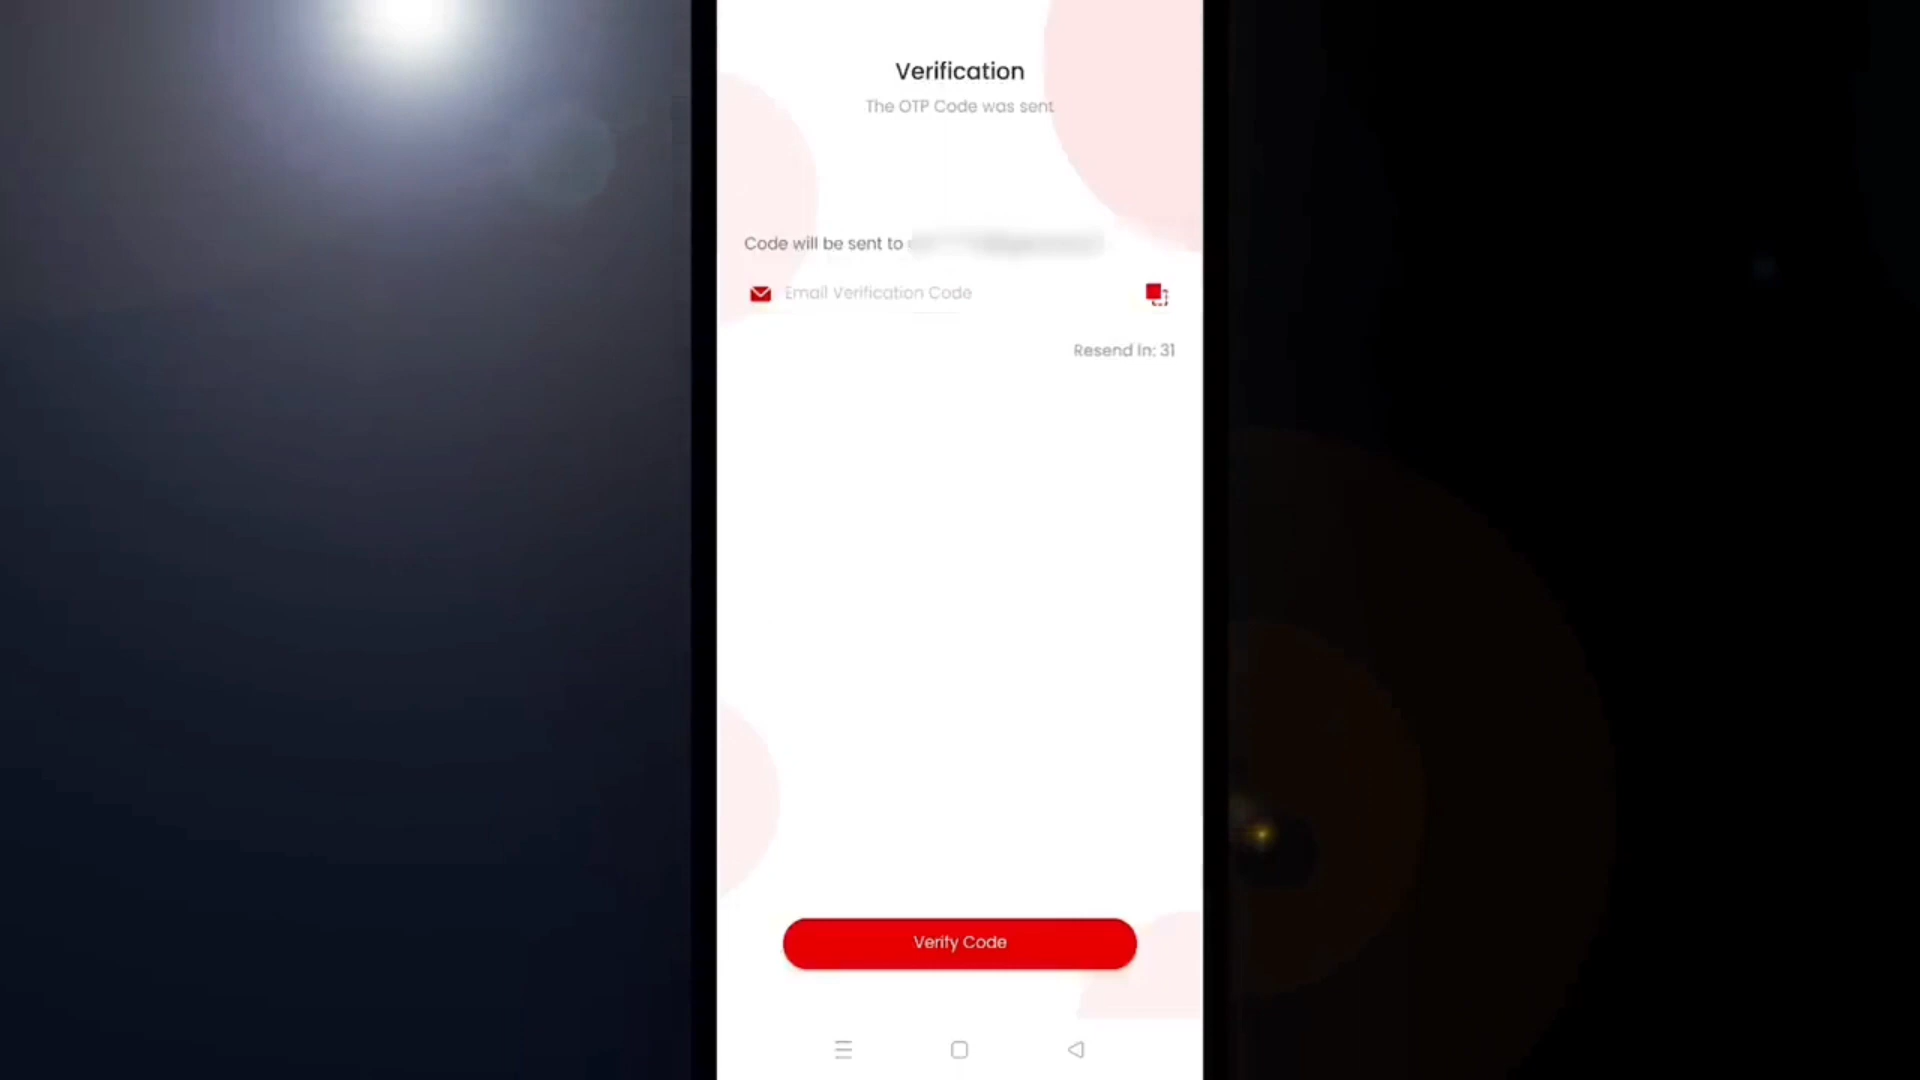 Verification
The OTP Code was sent
Code will be sent to
Email Verification Code
Resend In: 31
Verify Code